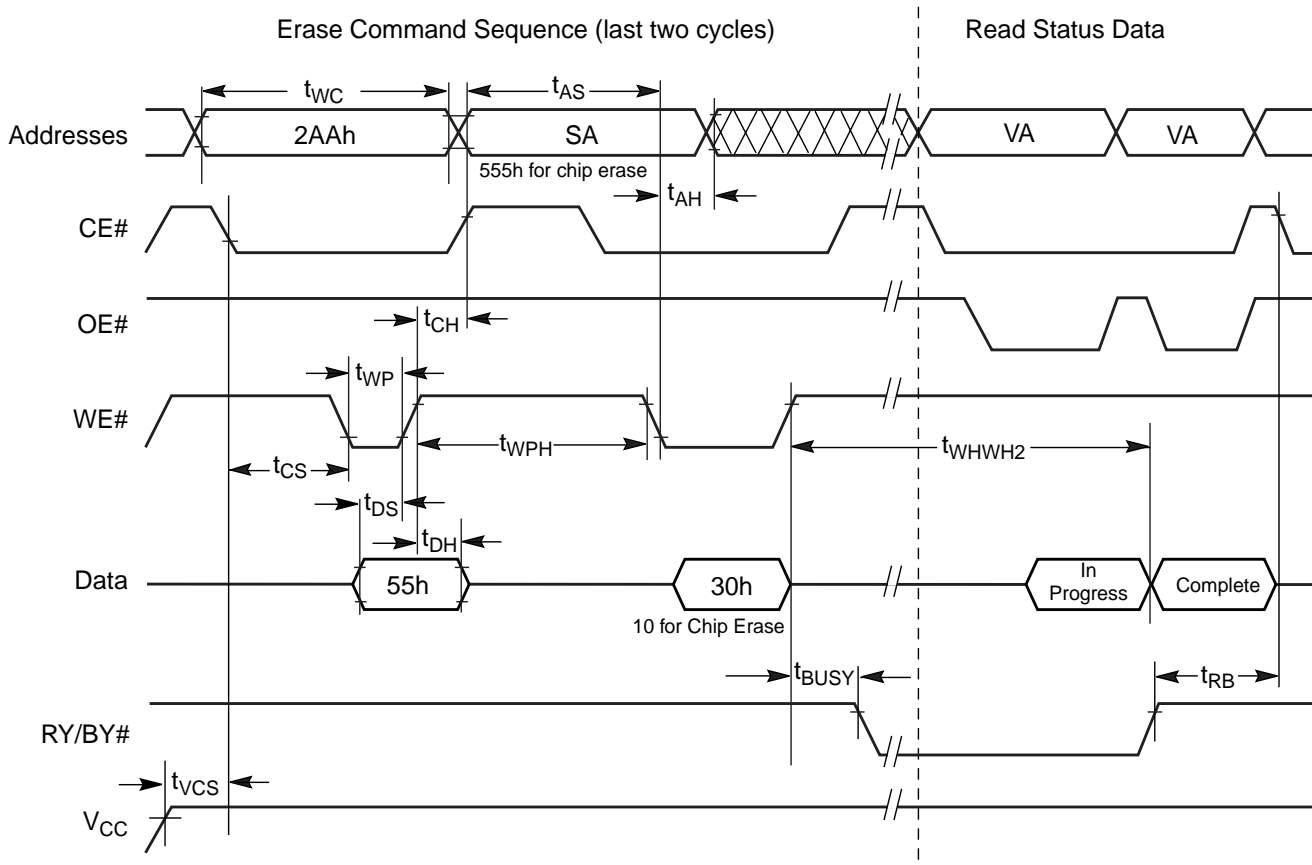 Erase Command Sequence (last two cycles)
Read Status Data
tWC
tAS
Addresses
2AAh
SA
VA
VA
555h for chip erase
tAH
CE#
OE#
tCH
tWP
WE#
tWPH
tWHWH2
tCS
tDS
tDH
Data
55h
30h
In
Progress
Complete
10 for Chip Erase
tBUSY
tRB
RY/BY#
tVCS
VCC